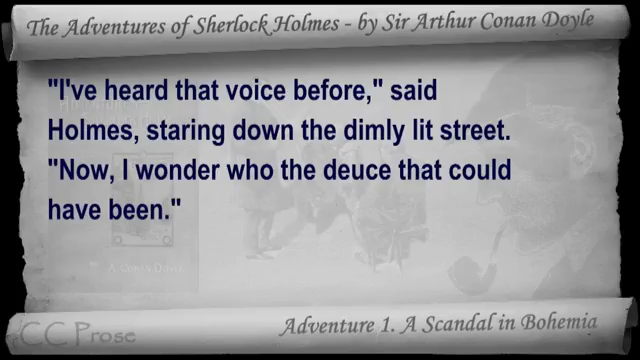 The Adventures of Sherlock Holmes - by Sir Arthur Conan Doyle
"I've heard that voice before," said
Holmes, staring down the dimly lit street.
"Now, I wonder who the deuce that could
have been."
A. CONAN DOYLE
CC Prose
Adventure 1. A Scandal in Bohemia